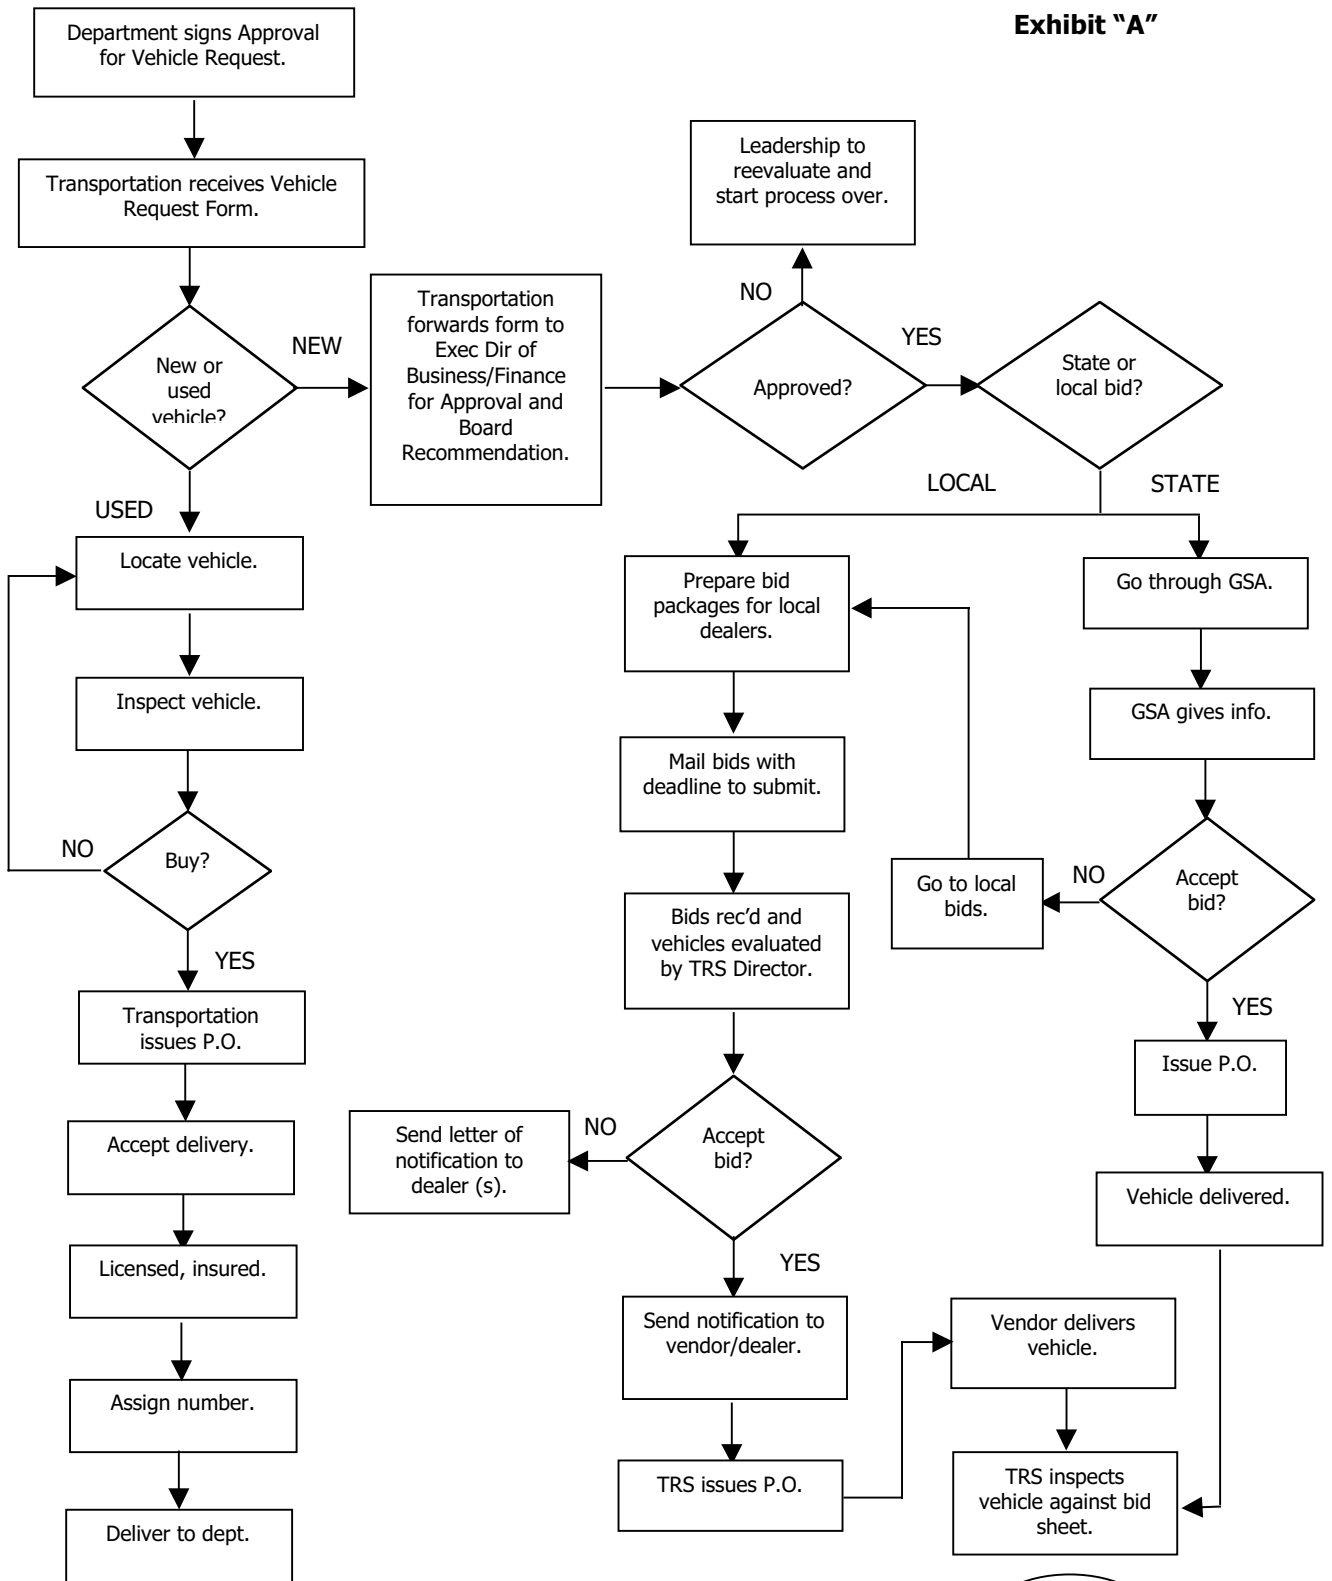 Exhibit “A”
Department signs Approval
for Vehicle Request.
Transportation receives Vehicle
Request Form.
New or
used
vehicle?
NEW
USED
Transportation
forwards form to
Exec Dir of
Business/Finance
for Approval and
Board
Recommendation.
Approved?
NO
Leadership to
reevaluate and
start process over.
YES
State or
local bid?
LOCAL
STATE
Locate vehicle.
Inspect vehicle.
Buy?
NO
YES
Transportation
issues P.O.
Accept delivery.
Licensed, insured.
Assign number.
Deliver to dept.
Prepare bid
packages for local
dealers.
Mail bids with
deadline to submit.
Bids rec’d and
vehicles evaluated
by TRS Director.
Accept
bid?
NO
Send letter of
notification to
dealer (s).
YES
Send notification to
vendor/dealer.
TRS issues P.O.
Vendor delivers
vehicle.
TRS inspects
vehicle against bid
sheet.
Go through GSA.
GSA gives info.
Accept
bid?
NO
Go to local
bids.
YES
Issue P.O.
Vehicle delivered.